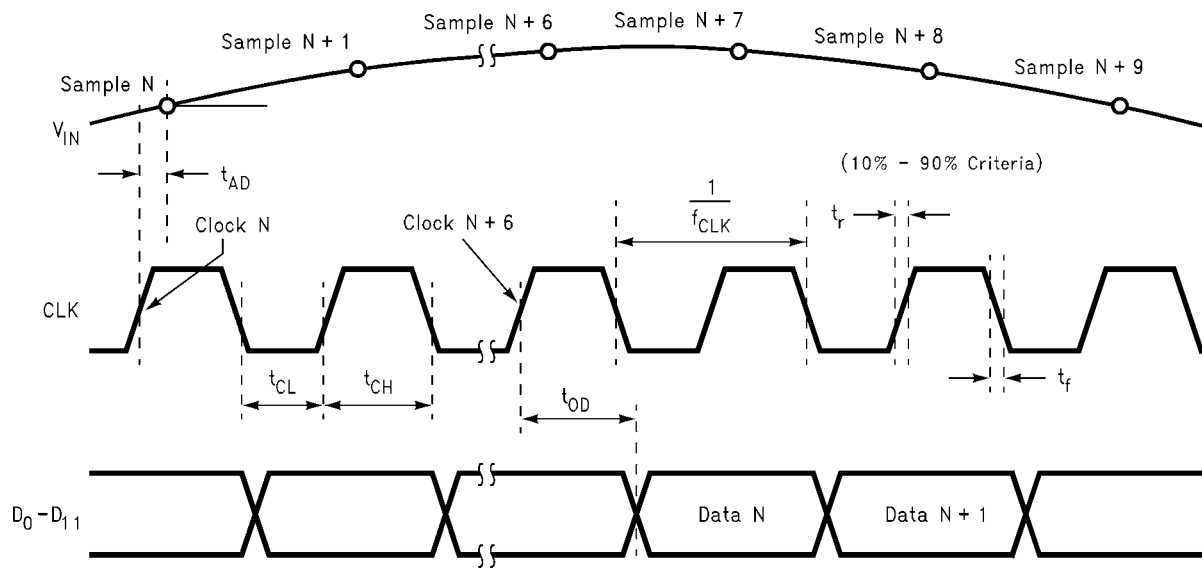 Sample N
Sample N + 1
Sample N + 6
Sample N + 7
Sample N + 8
Sample N + 9
V_IN
t_AD
(10% - 90% Criteria)
Clock N
Clock N + 6
1
f_CLK
t_r
CLK
t_CL
t_CH
t_OD
t_f
D_0 - D_11
Data N
Data N + 1